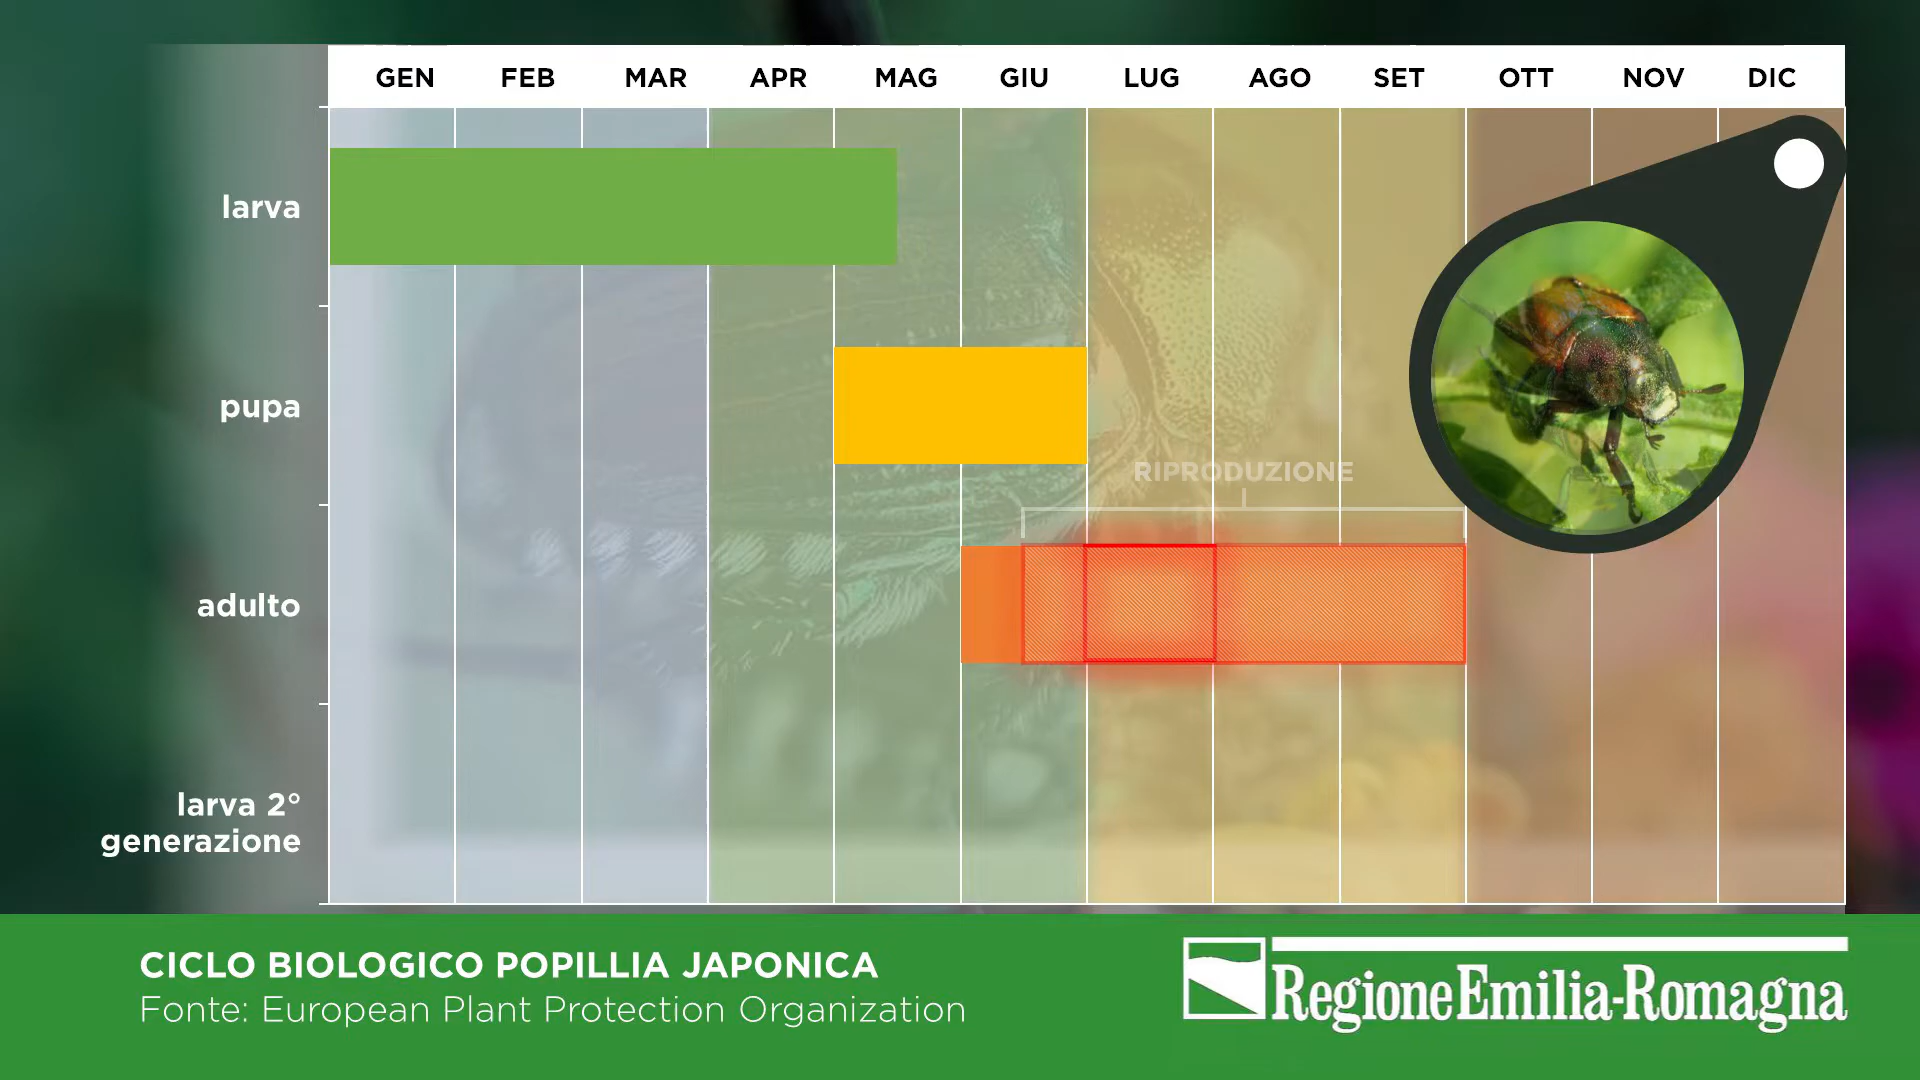 GEN FEB MAR APR MAG GIU LUG AGO SET OTT NOV DIC
larva
pupa
RIPRODUZIONE
adulto
larva 2°
generazione
CICLO BIOLOGICO POPILLIA JAPONICA
Fonte: European Plant Protection Organization
RegioneEmilia-Romagna